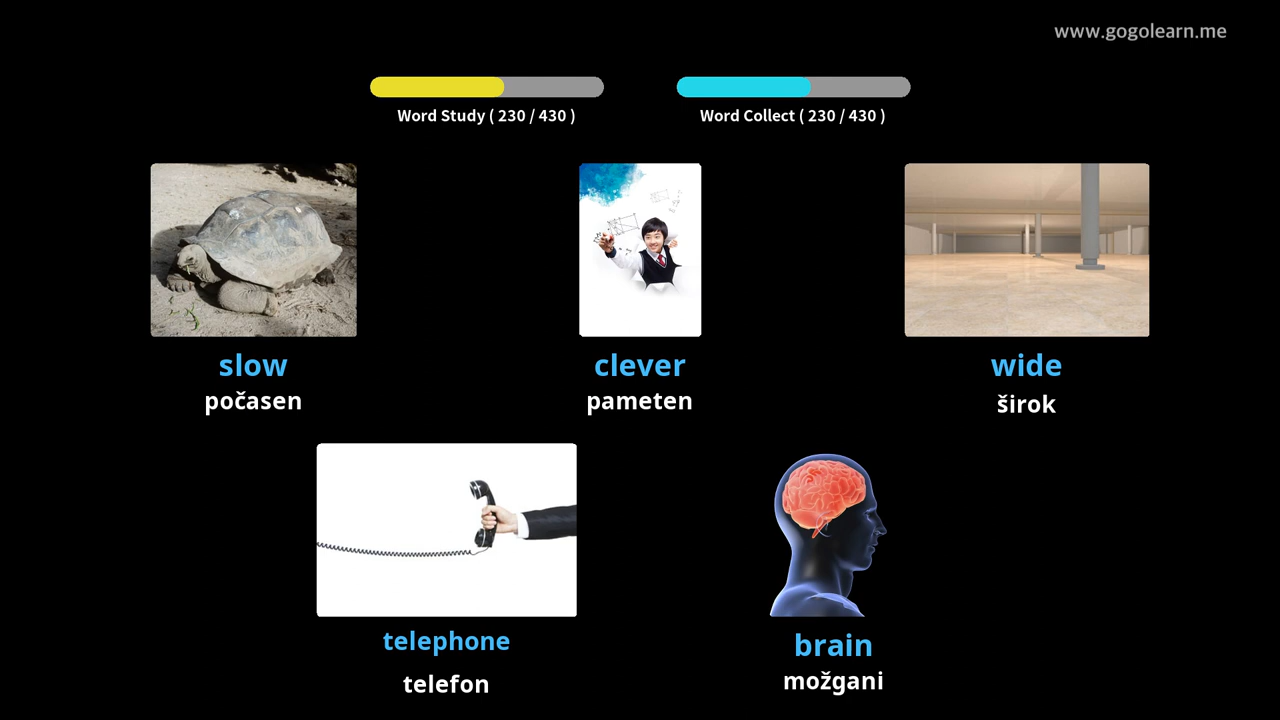 www.gogolearn.me
Word Study ( 230 / 430 )
Word Collect ( 230 / 430 )
slow
počasen
clever
pameten
wide
širok
telephone
telefon
brain
možgani